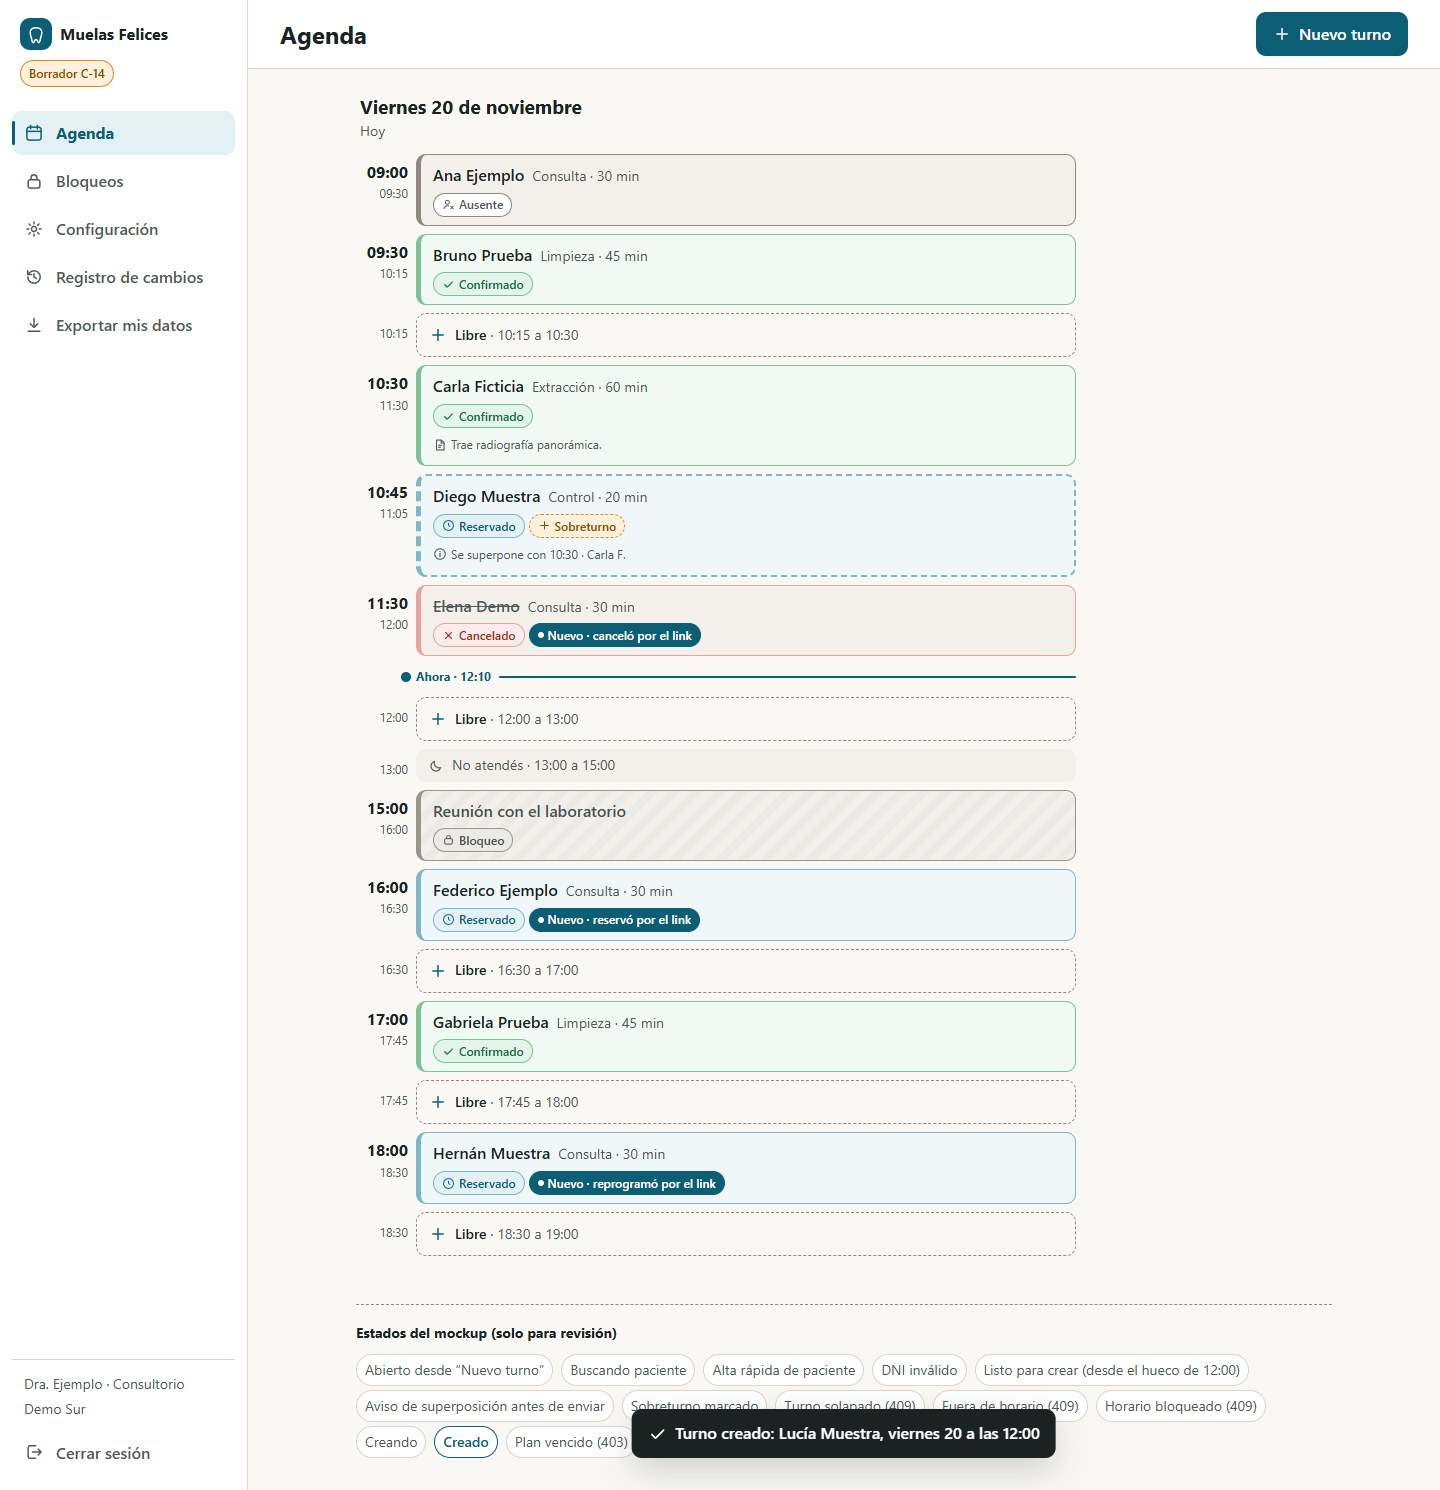 Muelas Felices
Borrador C-14
Agenda
Bloqueos
Configuración
Registro de cambios
Exportar mis datos
Dra. Ejemplo · Consultorio
Demo Sur
Cerrar sesión
Agenda
Nuevo turno
Viernes 20 de noviembre
Hoy
09:00 Ana Ejemplo Consulta · 30 min
09:30 Ausente
09:30 Bruno Prueba Limpieza · 45 min
10:15 Confirmado
10:15 Libre · 10:15 a 10:30
10:30 Carla Ficticia Extracción · 60 min
11:30 Confirmado
Trae radiografía panorámica.
10:45 Diego Muestra Control · 20 min
11:05 Reservado Sobreturno
Se superpone con 10:30 · Carla F.
11:30 Elena Demo Consulta · 30 min
12:00 Cancelado Nuevo · canceló por el link
Ahora · 12:10
12:00 Libre · 12:00 a 13:00
13:00 No atendés · 13:00 a 15:00
15:00 Reunión con el laboratorio
16:00 Bloqueo
16:00 Federico Ejemplo Consulta · 30 min
16:30 Reservado Nuevo · reservó por el link
16:30 Libre · 16:30 a 17:00
17:00 Gabriela Prueba Limpieza · 45 min
17:45 Confirmado
17:45 Libre · 17:45 a 18:00
18:00 Hernán Muestra Consulta · 30 min
18:30 Reservado Nuevo · reprogramó por el link
18:30 Libre · 18:30 a 19:00
Estados del mockup (solo para revisión)
Abierto desde “Nuevo turno” Buscando paciente Alta rápida de paciente DNI inválido Listo para crear (desde el hueco de 12:00)
Aviso de superposición antes de enviar Sobreturno marcado Turno solapado (409) Fuera de horario (409) Horario bloqueado (409)
Creando Creado Plan vencido (403)
Turno creado: Lucía Muestra, viernes 20 a las 12:00